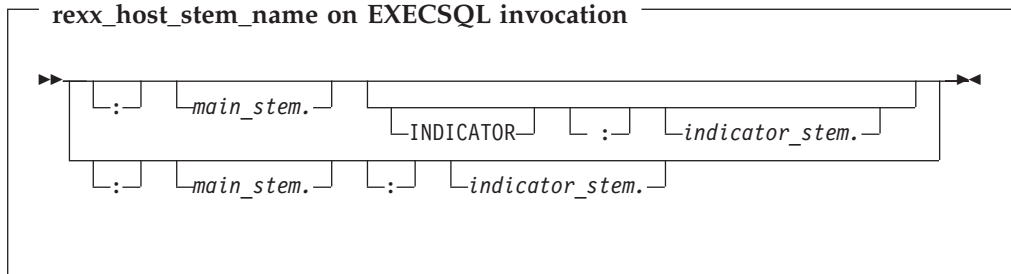 rexx_host_stem_name on EXECSQL invocation
: main_stem.
INDICATOR : indicator_stem.
: main_stem. : indicator_stem.